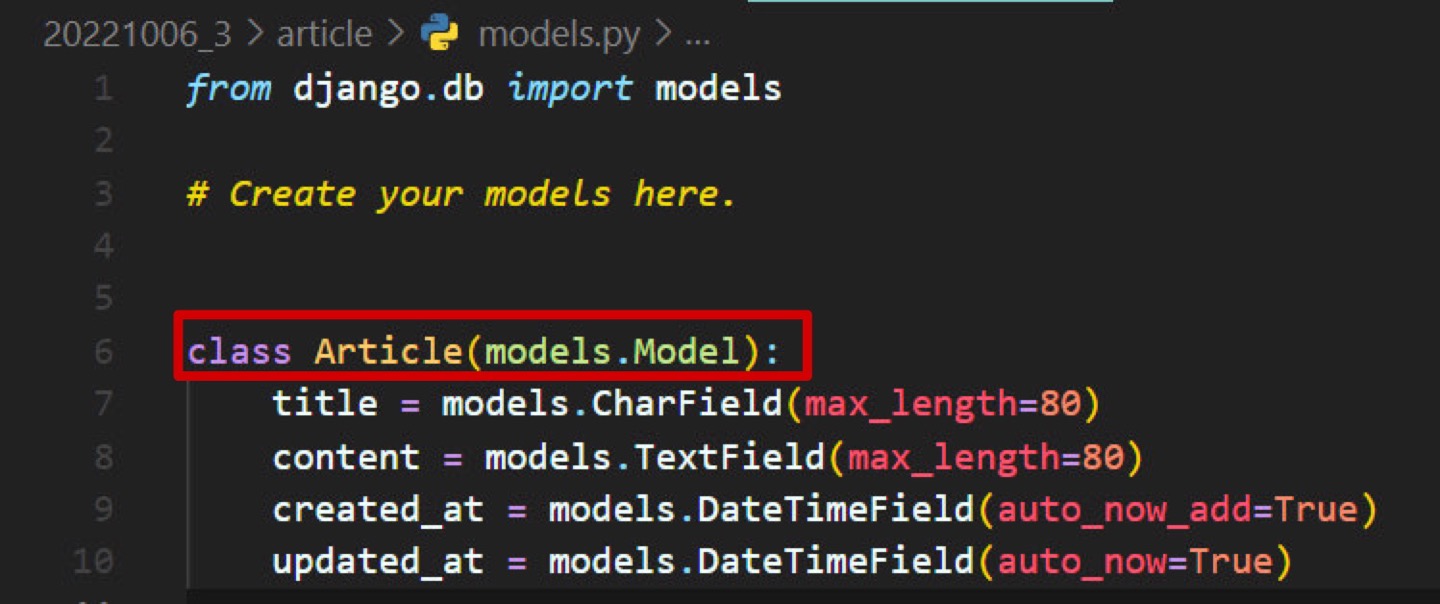 20221006_3 > article > models.py > ...
1 from django.db import models
2
3 # Create your models here.
4
5
6 class Article(models.Model):
7     title = models.CharField(max_length=80)
8     content = models.TextField(max_length=80)
9     created_at = models.DateTimeField(auto_now_add=True)
10     updated_at = models.DateTimeField(auto_now=True)